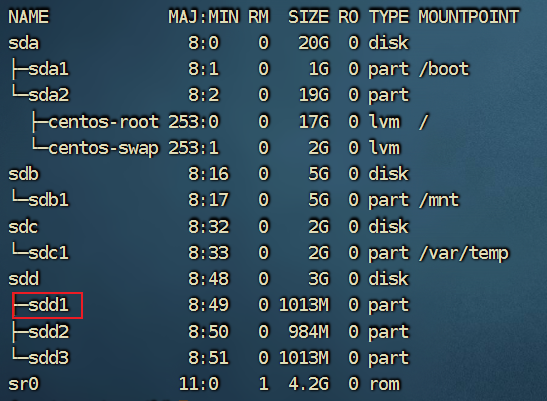 NAME            MAJ:MIN RM  SIZE RO TYPE MOUNTPOINT
sda               8:0    0   20G  0 disk
├─sda1            8:1    0    1G  0 part /boot
└─sda2            8:2    0   19G  0 part
  ├─centos-root 253:0    0   17G  0 lvm  /
  └─centos-swap 253:1    0    2G  0 lvm
sdb               8:16   0    5G  0 disk
└─sdb1            8:17   0    5G  0 part /mnt
sdc               8:32   0    2G  0 disk
└─sdc1            8:33   0    2G  0 part /var/temp
sdd               8:48   0    3G  0 disk
├─sdd1            8:49   0 1013M  0 part
├─sdd2            8:50   0  984M  0 part
└─sdd3            8:51   0 1013M  0 part
sr0              11:0    1  4.2G  0 rom